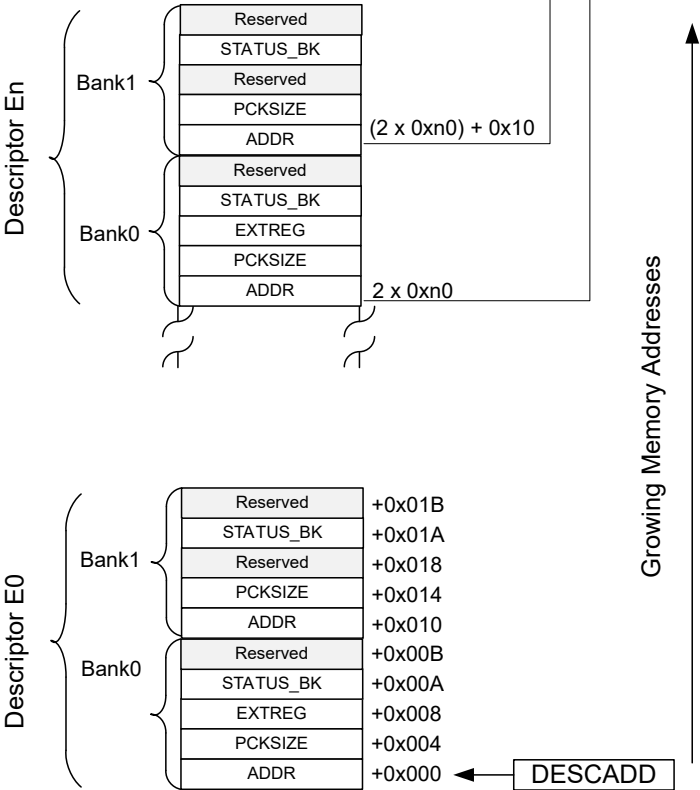 Descriptor En
Bank1
Reserved
STATUS_BK
Reserved
PCKSIZE
ADDR
(2 x 0xn0) + 0x10
Bank0
Reserved
STATUS_BK
EXTREG
PCKSIZE
ADDR
2 x 0xn0
Growing Memory Addresses
Descriptor E0
Bank1
Reserved +0x01B
STATUS_BK +0x01A
Reserved +0x018
PCKSIZE +0x014
ADDR +0x010
Bank0
Reserved +0x00B
STATUS_BK +0x00A
EXTREG +0x008
PCKSIZE +0x004
ADDR +0x000
DESCADD